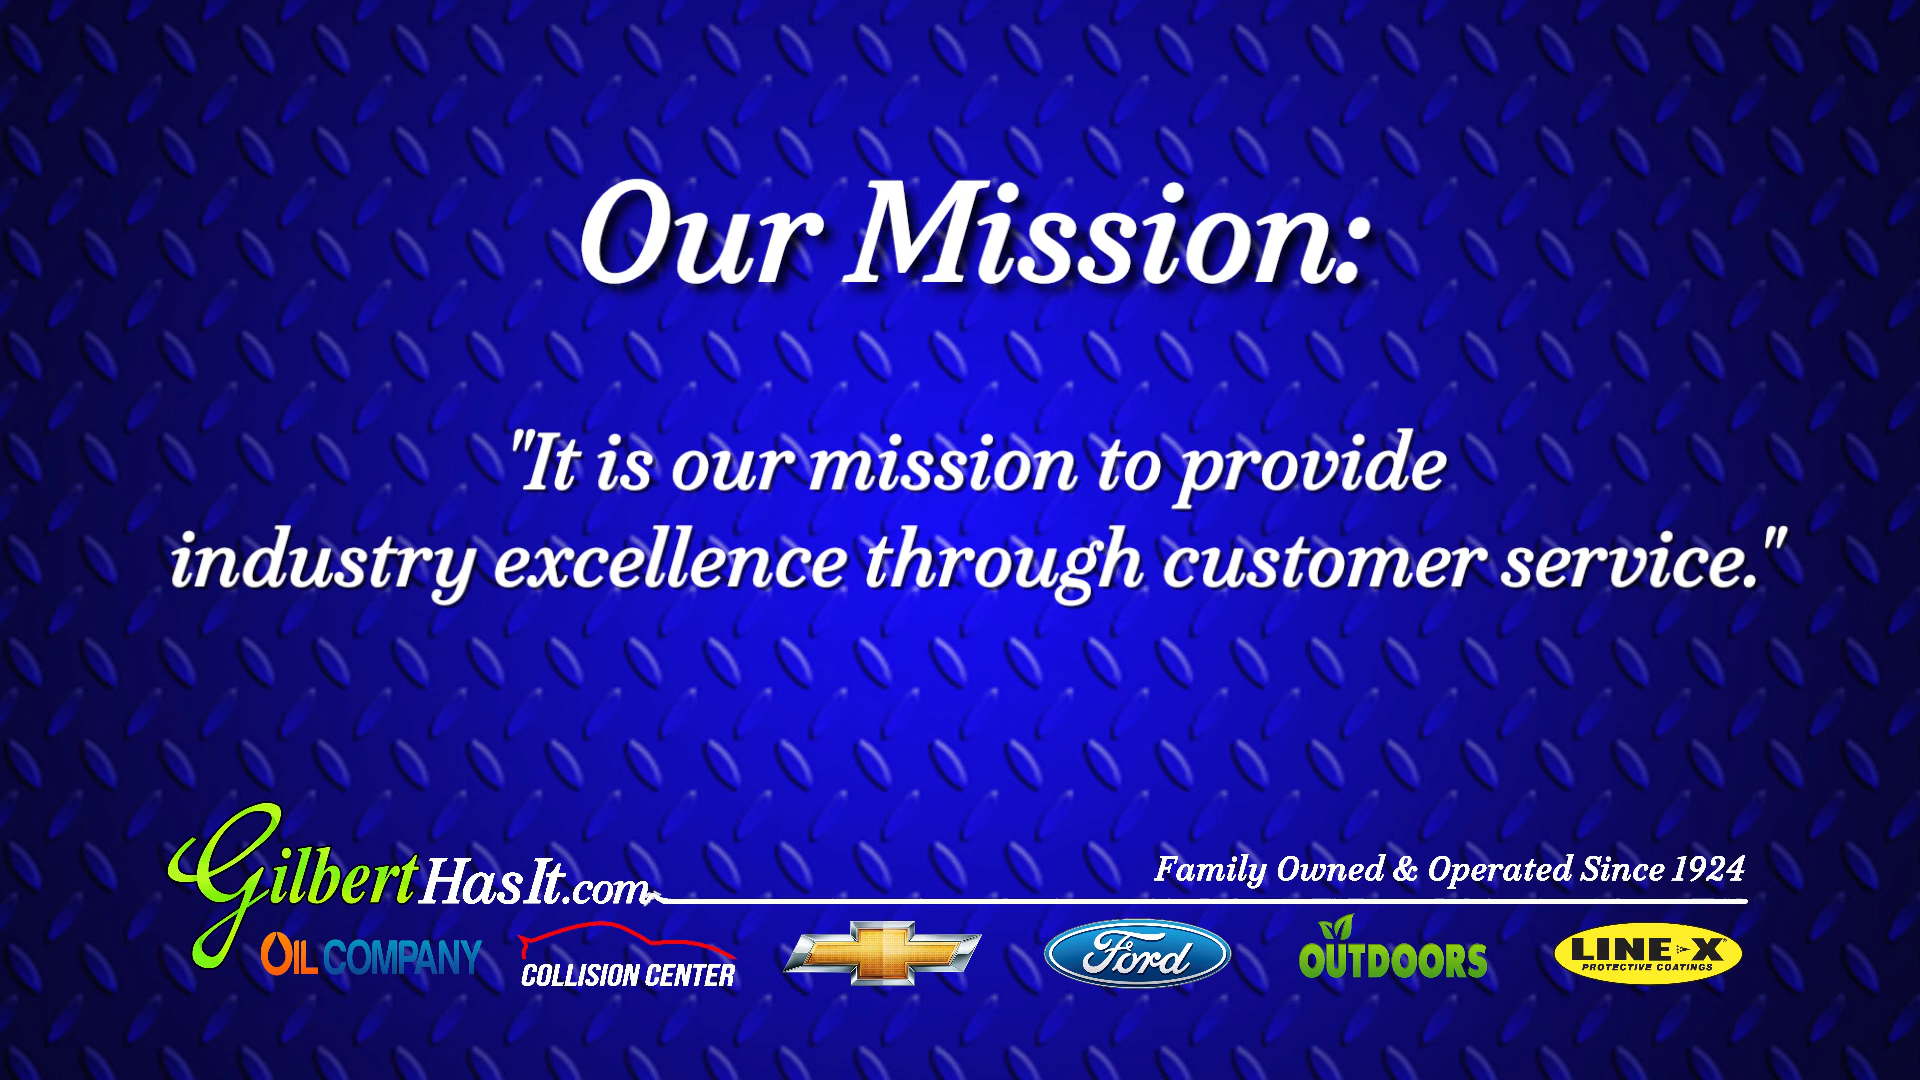 Our Mission:
"It is our mission to provide
industry excellence through customer service."
GilbertHasIt.com
Family Owned & Operated Since 1924
OIL COMPANY
COLLISION CENTER
Ford
OUTDOORS
LINE-X®
PROTECTIVE COATINGS